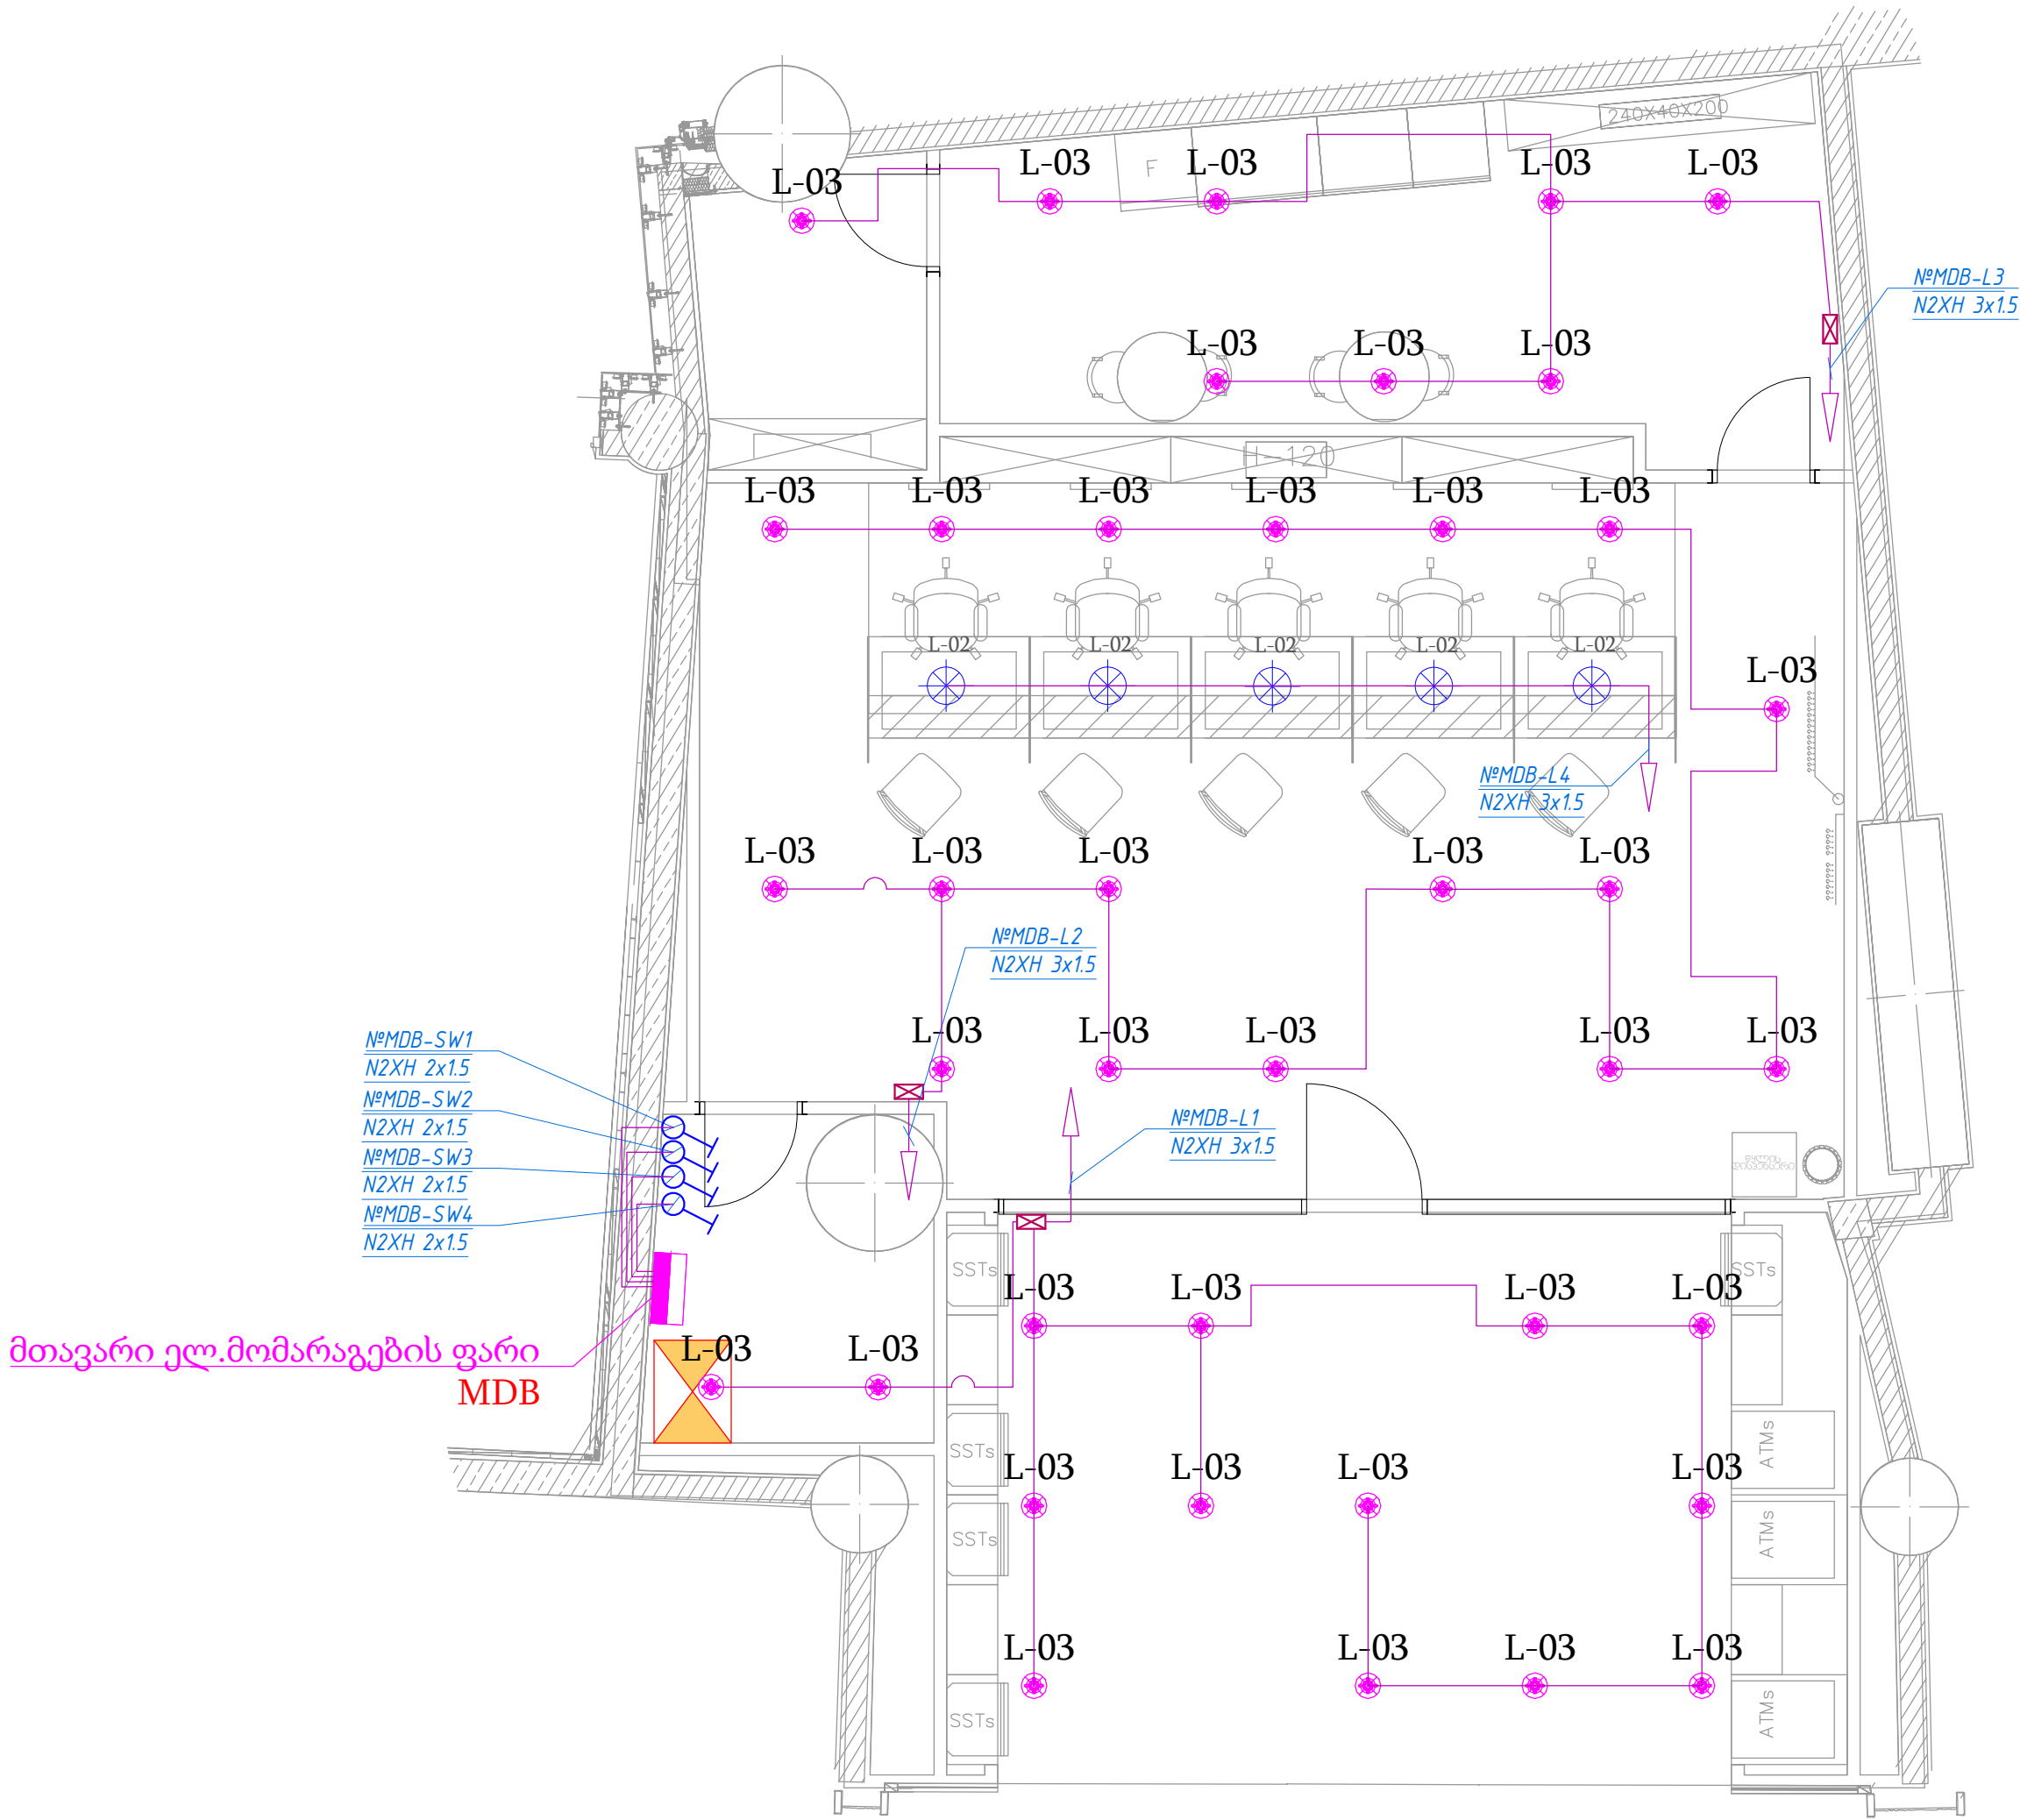 240X40X200
L-03 L-03 L-03 L-03
F
L-03
№MDB-L3
N2XH 3x1.5
L-03 L-03 L-03
H-120
L-03 L-03 L-03 L-03 L-03 L-03
L-02 L-02 L-02 L-02 L-02
L-03
№MDB-L4
N2XH 3x1.5
L-03 L-03 L-03 L-03 L-03
№MDB-L2
N2XH 3x1.5
L-03 L-03 L-03 L-03 L-03
№MDB-SW1
N2XH 2x1.5
№MDB-SW2
N2XH 2x1.5
№MDB-SW3
N2XH 2x1.5
№MDB-SW4
N2XH 2x1.5
№MDB-L1
N2XH 3x1.5
SSTs SSTs
L-03 L-03 L-03 L-03
მთავარი ელ.მომარაგების ფარი
MDB
L-03 L-03
SSTs ATMs
L-03 L-03 L-03 L-03
SSTs ATMs
L-03 L-03 L-03 L-03
SSTs ATMs